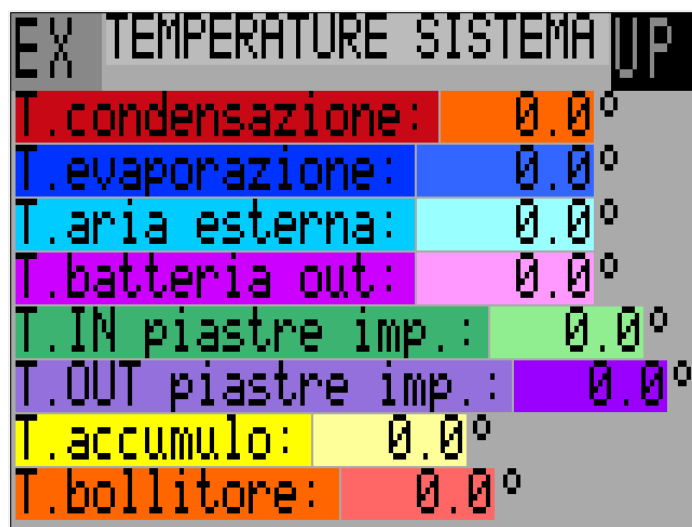 EX TEMPERATURE SISTEMA UP
T.condensazione: 0.0°
T.evaporazione: 0.0°
T.aria esterna: 0.0°
T.batteria out: 0.0°
T.IN piastre imp.: 0.0°
T.OUT piastre imp.: 0.0°
T.accumulo: 0.0°
T.bollitore: 0.0°